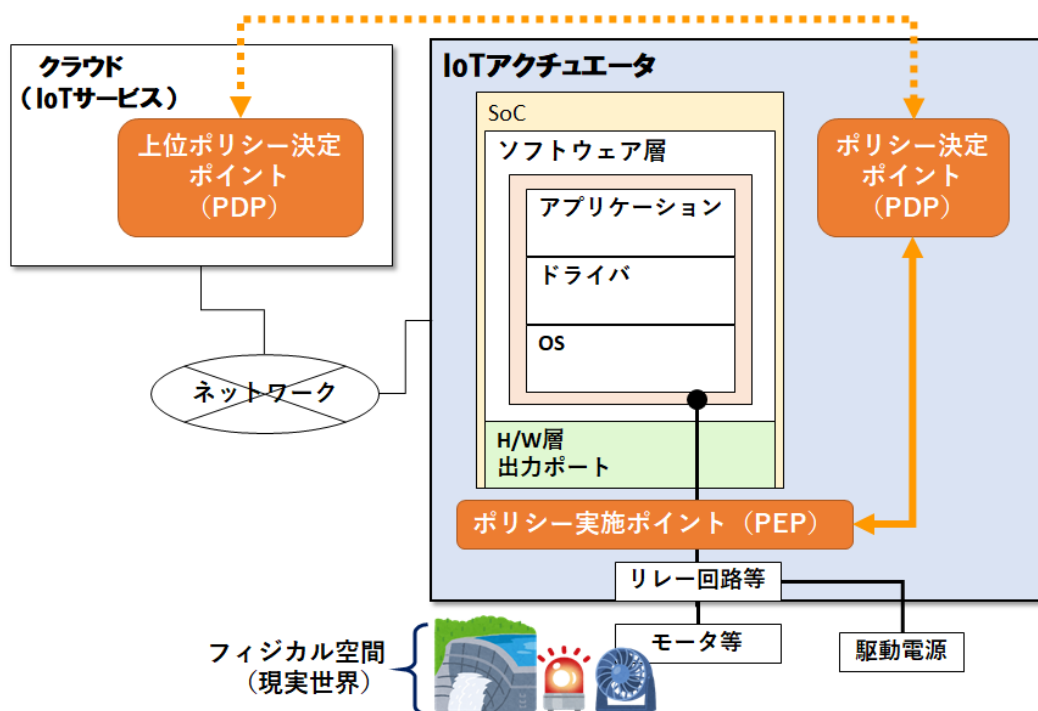 クラウド
（IoTサービス）
上位ポリシー決定
ポイント
（PDP）
ネットワーク
IoTアクチュエータ
SoC
ソフトウェア層
アプリケーション
ドライバ
OS
H/W層
出力ポート
ポリシー決定
ポイント
（PDP）
ポリシー実施ポイント（PEP）
リレー回路等
モータ等
駆動電源
フィジカル空間
（現実世界）